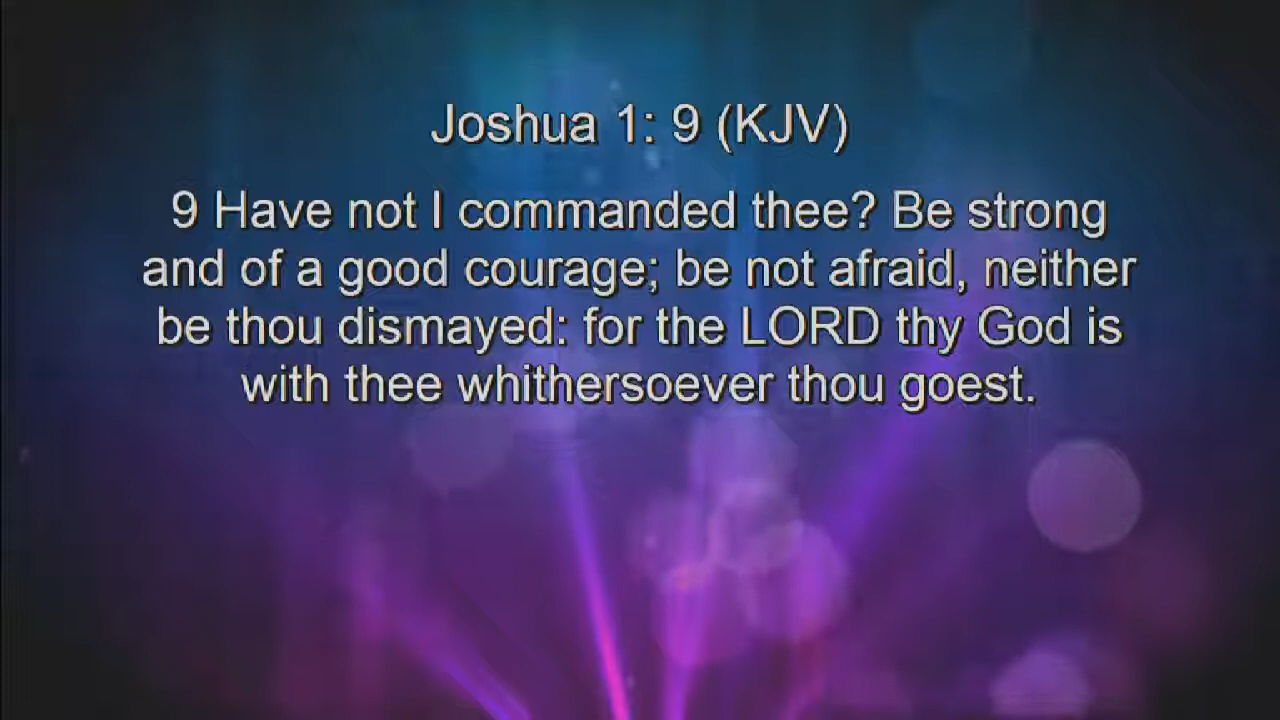 Joshua 1: 9 (KJV)
9 Have not I commanded thee? Be strong
and of a good courage; be not afraid, neither
be thou dismayed: for the LORD thy God is
with thee whithersoever thou goest.